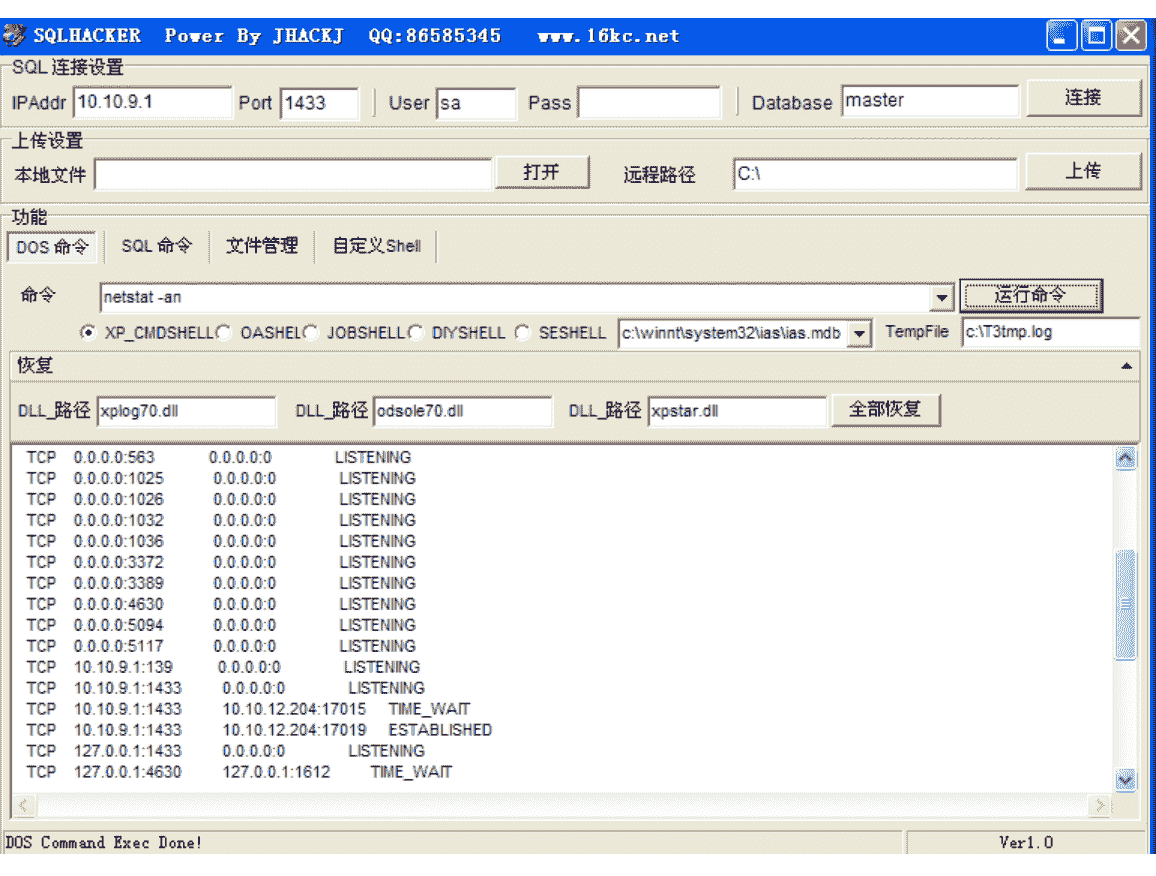 SQLHACKER Power By JHACKJ QQ:86585345 www.16kc.net
SQL 连接设置
IPAddr 10.10.9.1 Port 1433 User sa Pass Database master 连接
上传设置
本地文件 打开 远程路径 C:\ 上传
功能
DOS 命令 SQL 命令 文件管理 自定义Shell
命令 netstat -an 运行命令
XP_CMDSHELL OASHEL JOBSHELL DIYSHELL SESHELL c:\winnt\system32\ias\ias.mdb TempFile c:\T3tmp.log
恢复
DLL_路径 xplog70.dll DLL_路径 odsole70.dll DLL_路径 xpstar.dll 全部恢复
TCP 0.0.0.0:563 0.0.0.0:0 LISTENING
TCP 0.0.0.0:1025 0.0.0.0:0 LISTENING
TCP 0.0.0.0:1026 0.0.0.0:0 LISTENING
TCP 0.0.0.0:1032 0.0.0.0:0 LISTENING
TCP 0.0.0.0:1036 0.0.0.0:0 LISTENING
TCP 0.0.0.0:3372 0.0.0.0:0 LISTENING
TCP 0.0.0.0:3389 0.0.0.0:0 LISTENING
TCP 0.0.0.0:4630 0.0.0.0:0 LISTENING
TCP 0.0.0.0:5094 0.0.0.0:0 LISTENING
TCP 0.0.0.0:5117 0.0.0.0:0 LISTENING
TCP 10.10.9.1:139 0.0.0.0:0 LISTENING
TCP 10.10.9.1:1433 0.0.0.0:0 LISTENING
TCP 10.10.9.1:1433 10.10.12.204:17015 TIME_WAIT
TCP 10.10.9.1:1433 10.10.12.204:17019 ESTABLISHED
TCP 127.0.0.1:1433 0.0.0.0:0 LISTENING
TCP 127.0.0.1:4630 127.0.0.1:1612 TIME_WAIT
DOS Command Exec Done! Ver1.0